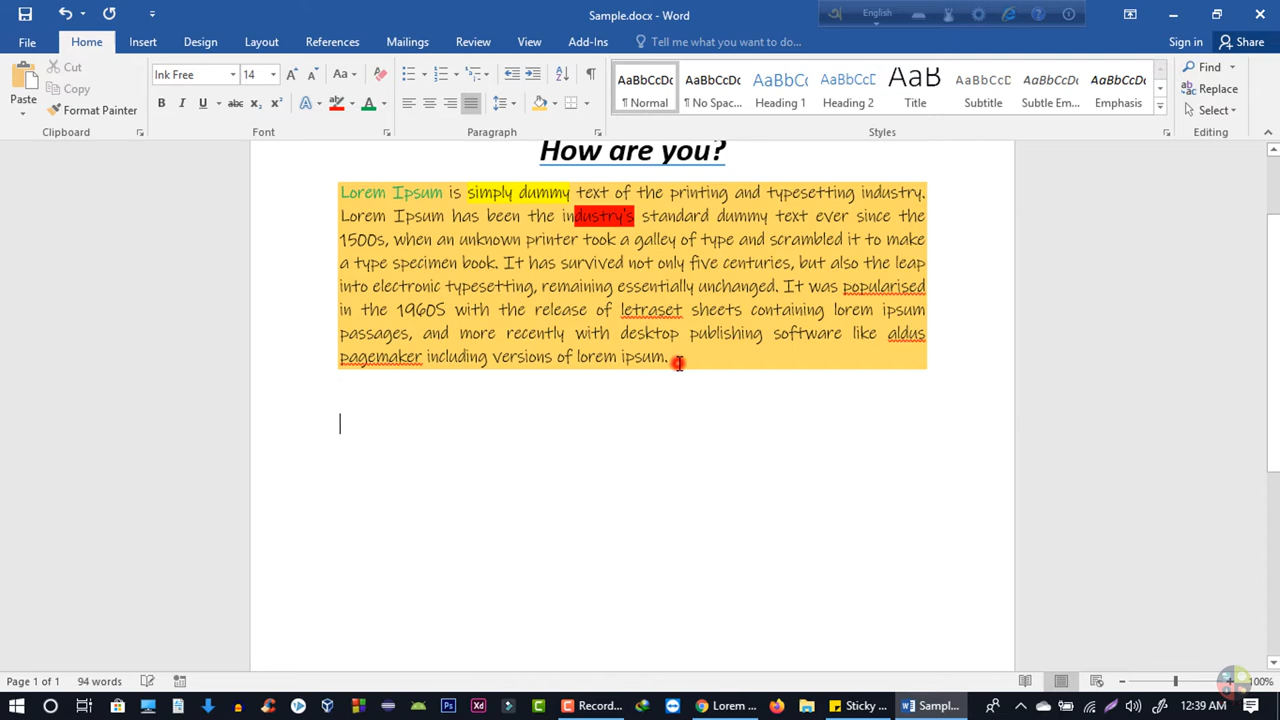 Sample.docx - Word
English
File Home Insert Design Layout References Mailings Review View Add-Ins Tell me what you want to do... Sign in Share
Paste
Cut
Copy
Format Painter
Clipboard
Ink Free 14
Font
Paragraph
AaBbCcDc AaBbCcDc AaBbCcI AaBbCcD AaB AaBbCcDa AaBbCcDa AaBbCcDa
¶ Normal ¶ No Spac... Heading 1 Heading 2 Title Subtitle Subtle Em... Emphasis
Styles
Find
Replace
Select
Editing
How are you?
Lorem Ipsum is simply dummy text of the printing and typesetting industry.
Lorem Ipsum has been the industry's standard dummy text ever since the
1500s, when an unknown printer took a galley of type and scrambled it to make
a type specimen book. It has survived not only five centuries, but also the leap
into electronic typesetting, remaining essentially unchanged. It was popularised
in the 1960S with the release of letraset sheets containing lorem ipsum
passages, and more recently with desktop publishing software like aldus
pagemaker including versions of lorem ipsum.
Page 1 of 1 94 words 100%
Record... Lorem ... Sticky ... Sampl... 12:39 AM